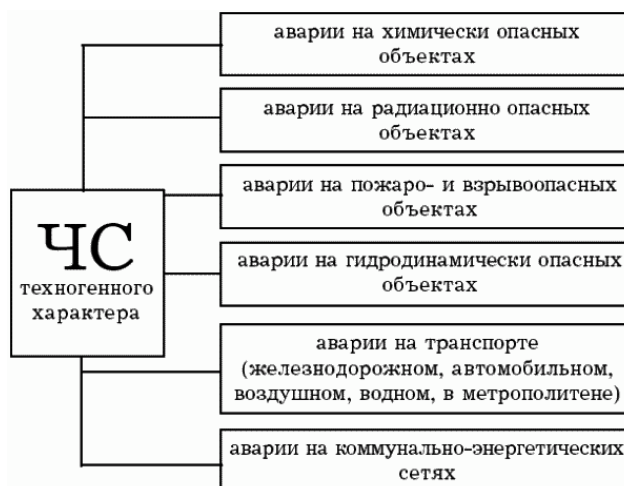 аварии на химически опасных
объектах
аварии на радиационно опасных
объектах
аварии на пожаро- и взрывоопасных
объектах
ЧС
техногенного
характера
аварии на гидродинамически опасных
объектах
аварии на транспорте
(железнодорожном, автомобильном,
воздушном, водном, в метрополитене)
аварии на коммунально-энергетических
сетях